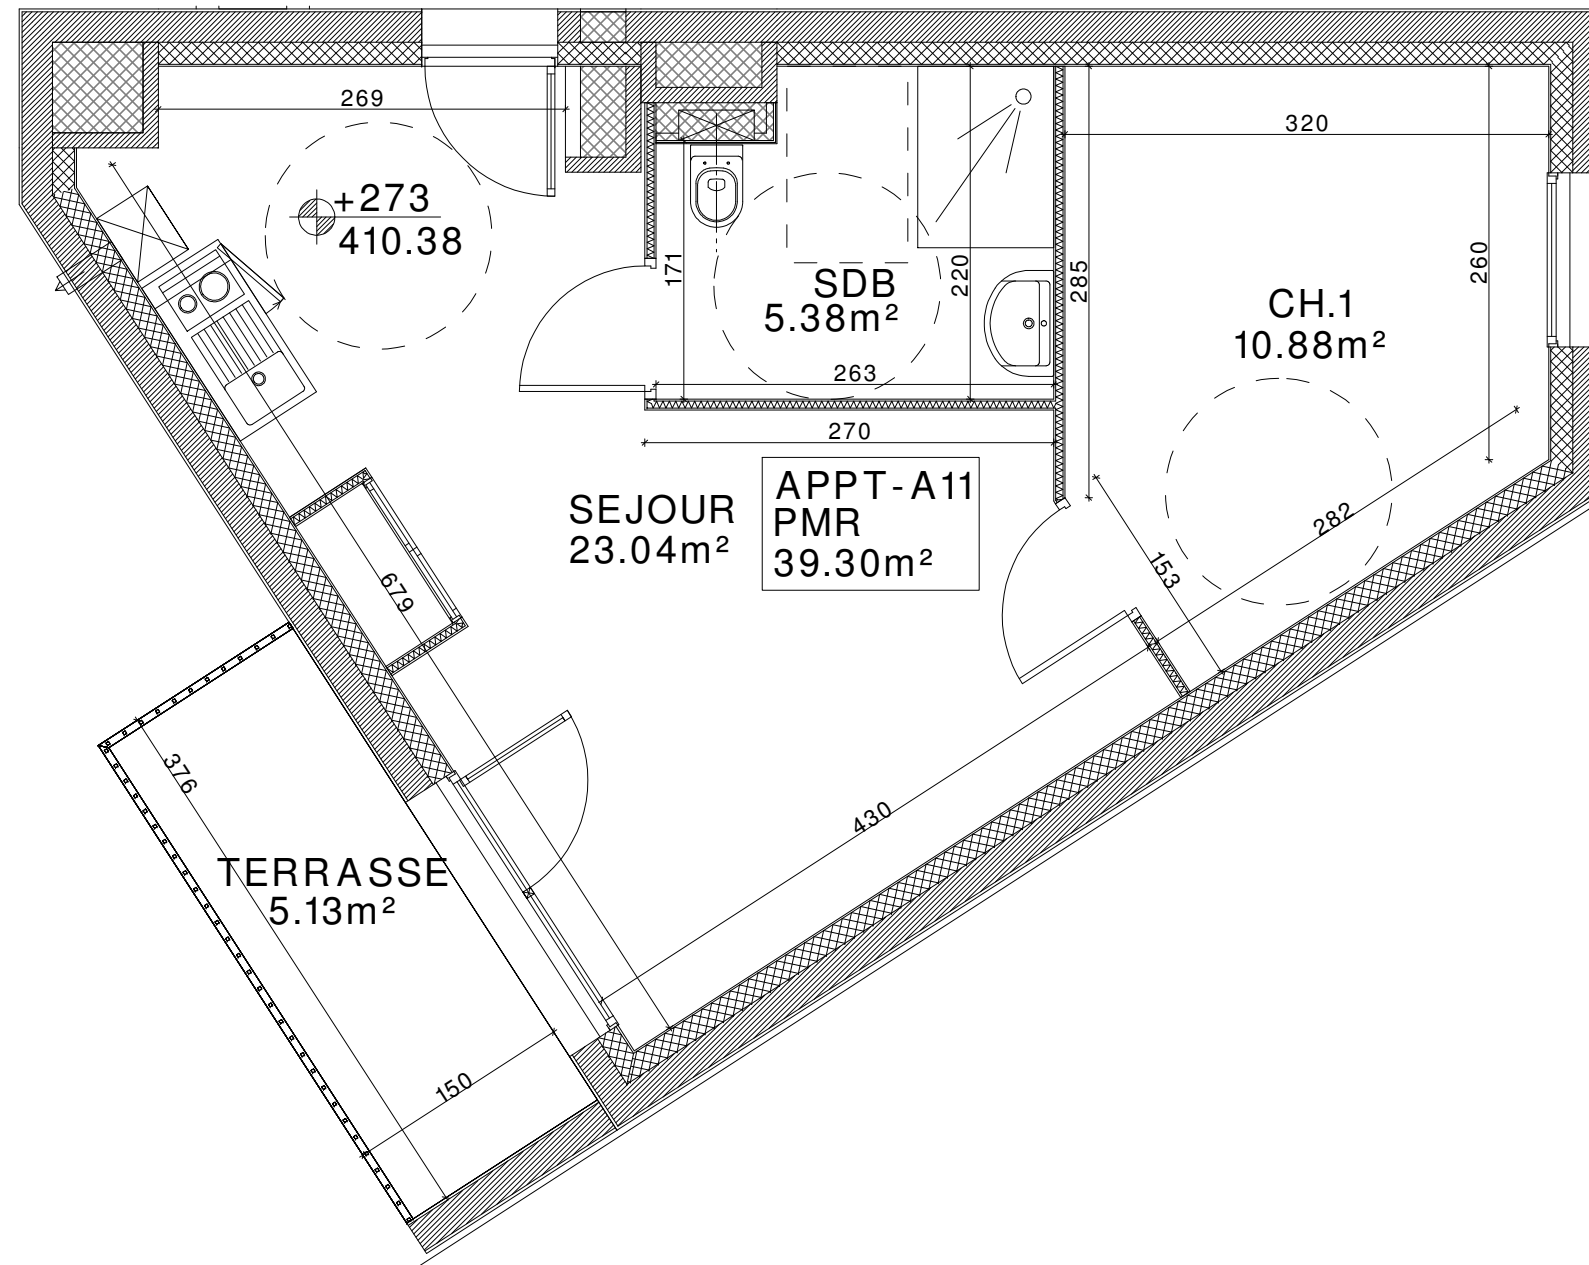 269
320
+273
410.38
171
220
285
260
SDB
5.38m²
CH.1
10.88m²
263
270
SEJOUR
23.04m²
APPT-A11
PMR
39.30m²
282
153
679
376
430
TERRASSE
5.13m²
150